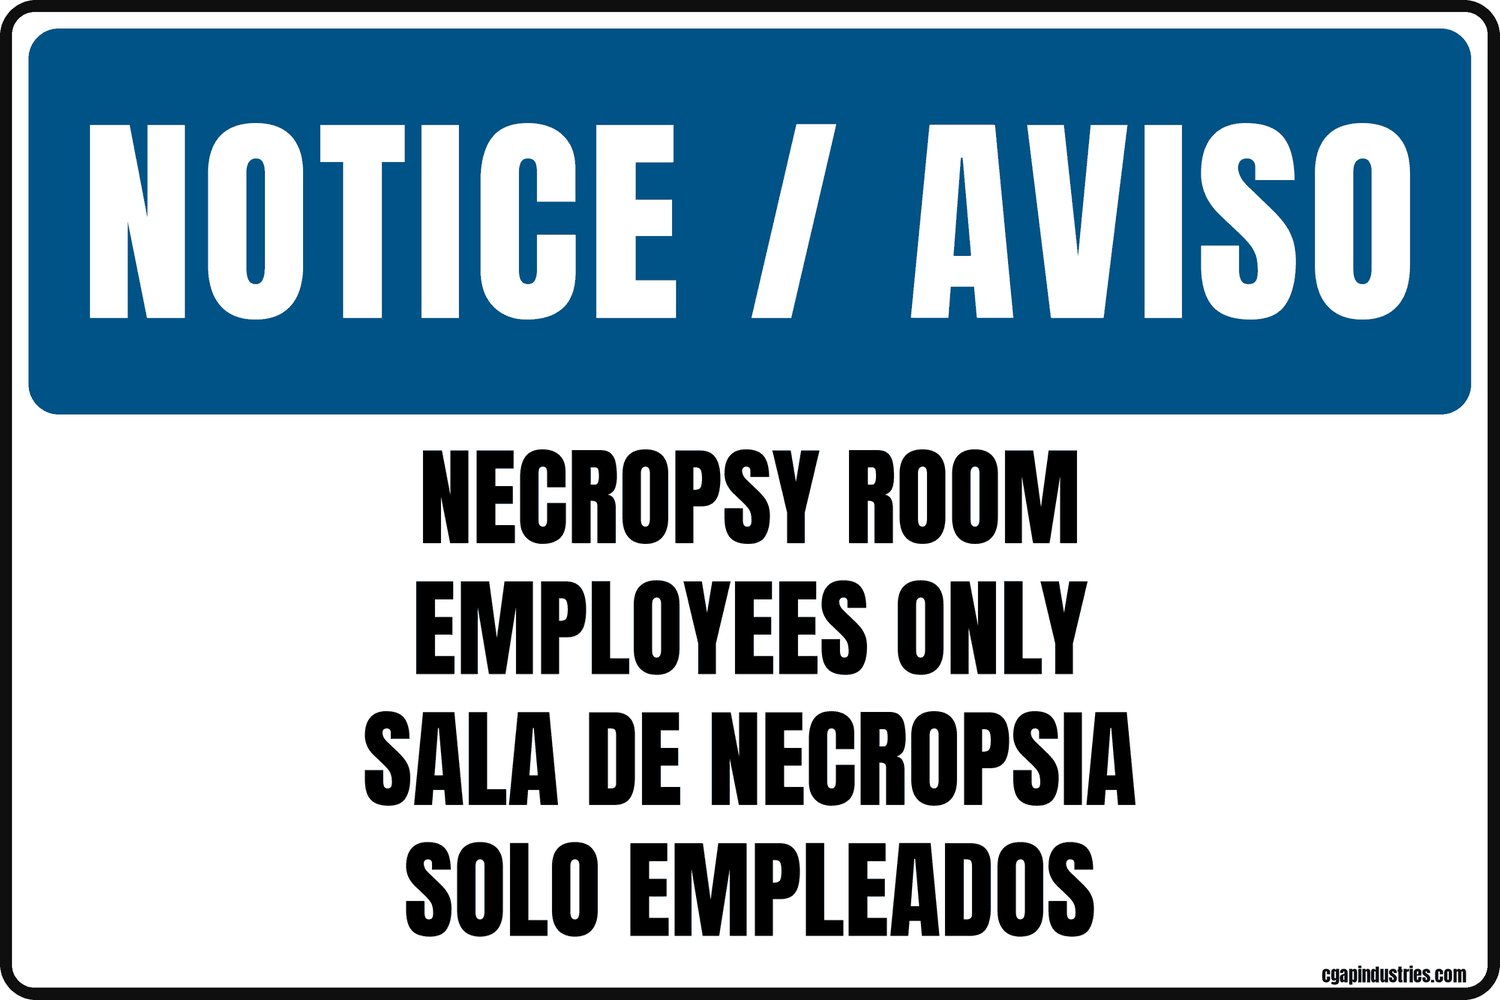 NOTICE / AVISO
NECROPSY ROOM
EMPLOYEES ONLY
SALA DE NECROPSIA
SOLO EMPLEADOS
cgapindustries.com